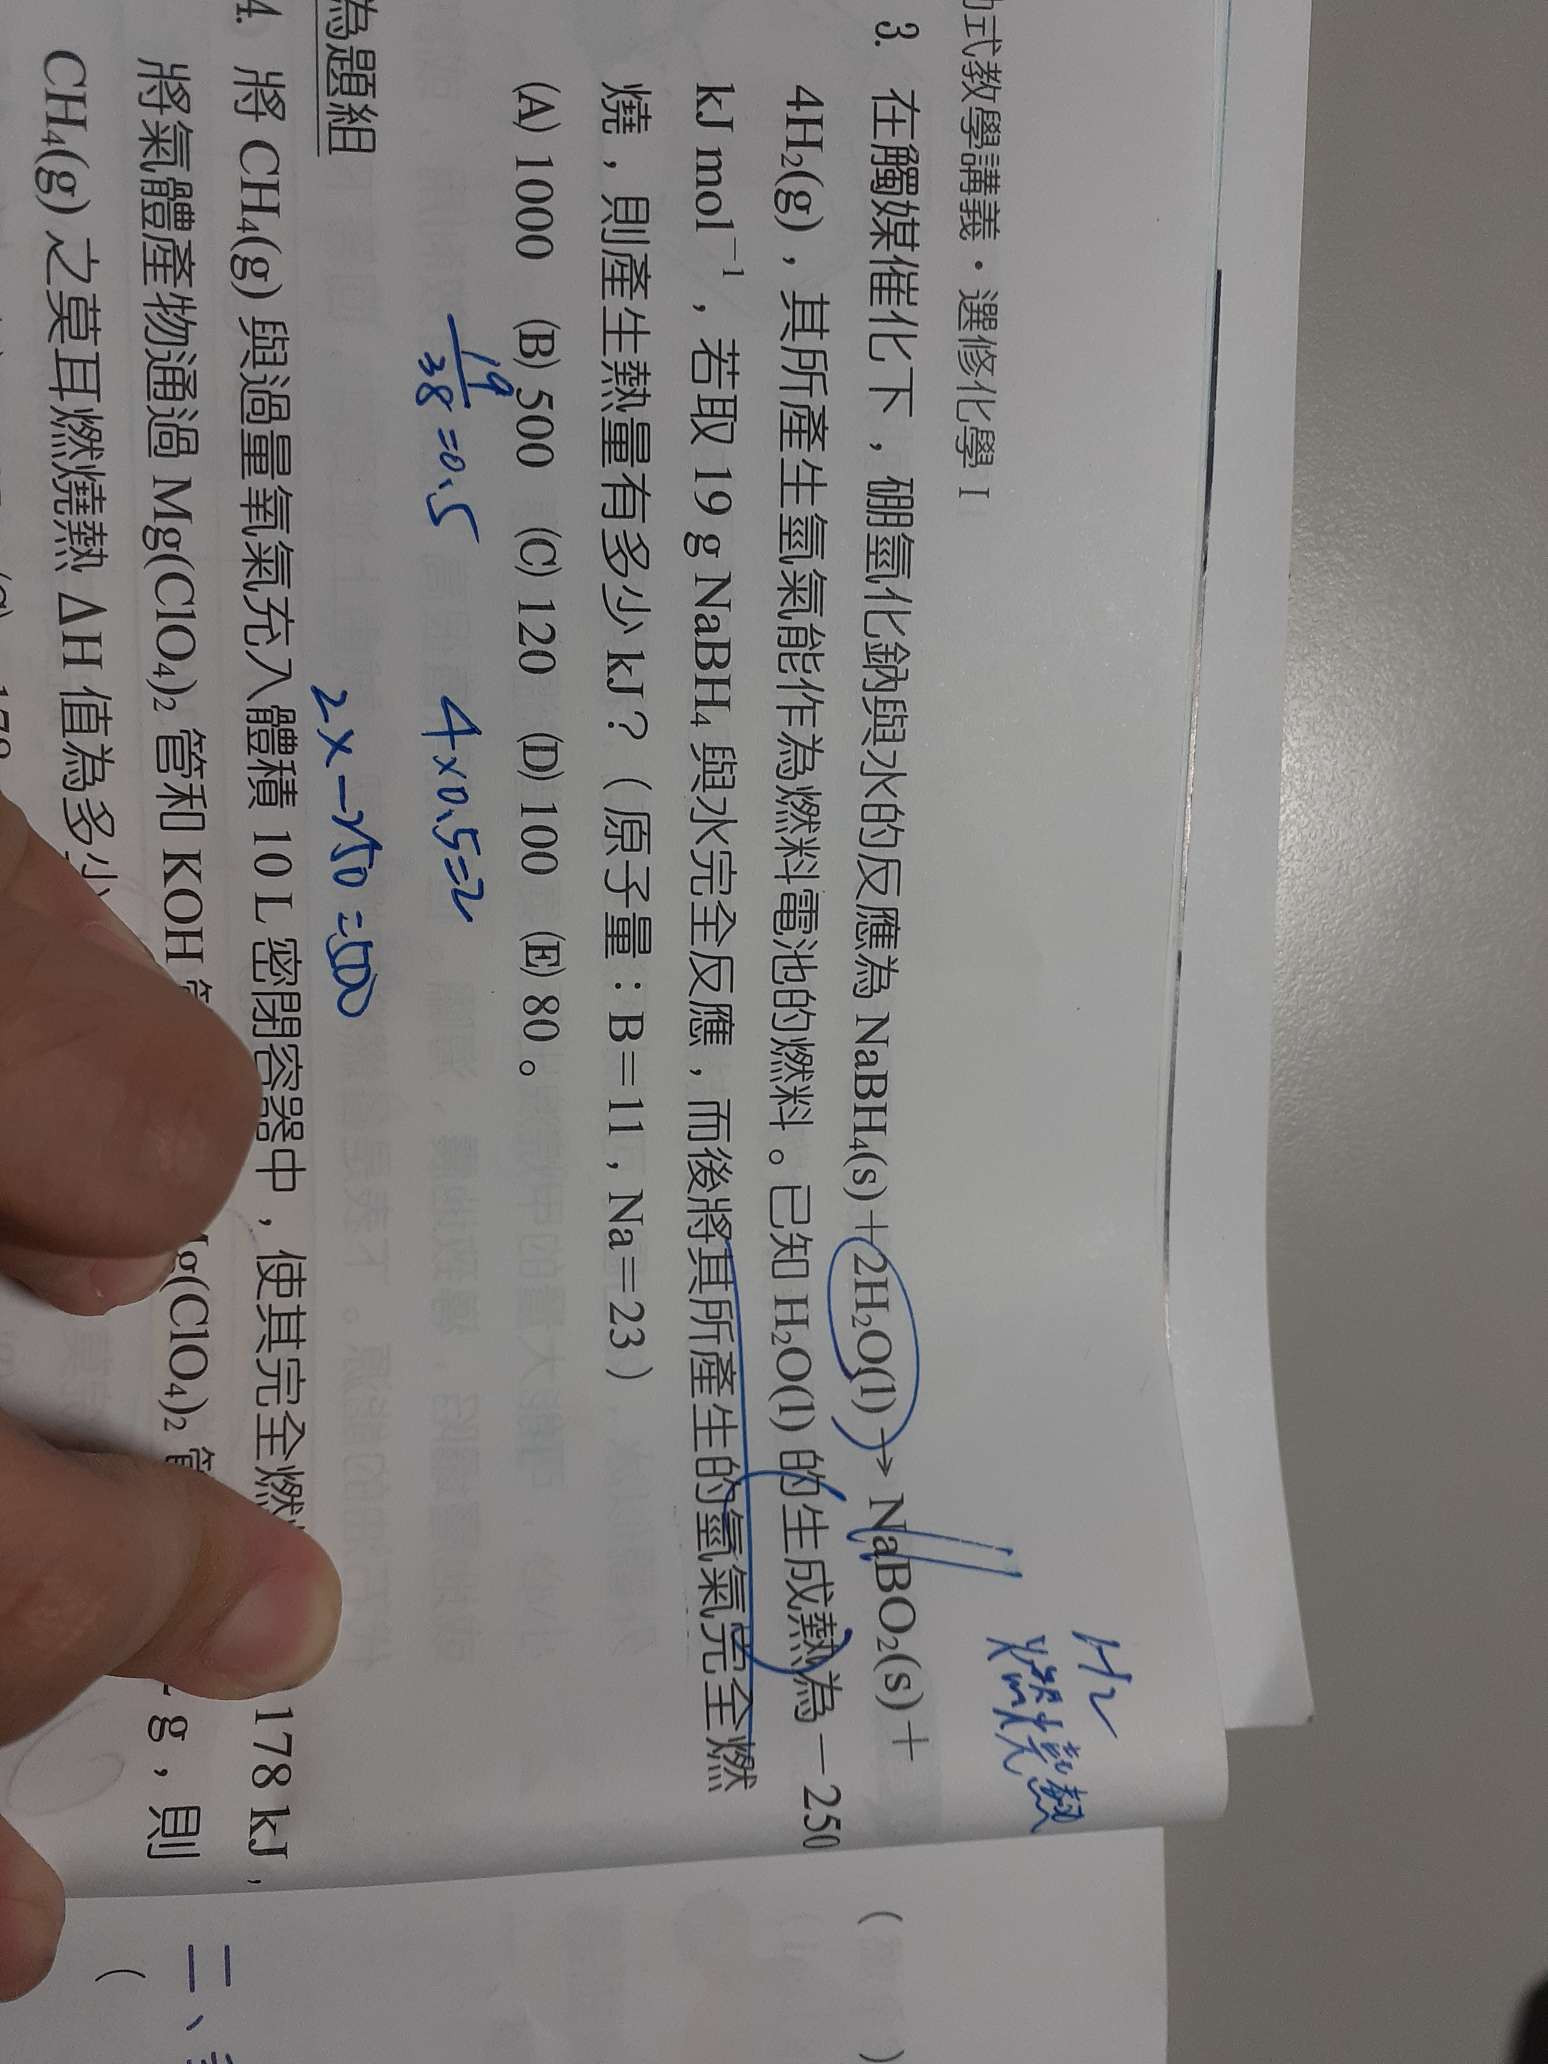 動式教學講義・選修化學 I
3. 在觸媒催化下，硼氫化鈉與水的反應為 NaBH₄(s)＋2H₂O(l) → NaBO₂(s)＋
4H₂(g)，其所產生氫氣能作為燃料電池的燃料。已知 H₂O(l) 的生成熱為－250
kJ mol⁻¹，若取 19 g NaBH₄ 與水完全反應，而後將其所產生的氫氣完全燃
燒，則產生熱量有多少 kJ？（原子量：B＝11，Na＝23）
(A) 1000 (B) 500 (C) 120 (D) 100 (E) 80。
H₂
燃燒熱
19/38 = 0.5 4×0.5=2
2×-250=500
為題組
4. 將 CH₄(g) 與過量氧氣充入體積 10 L 密閉容器中，使其完全燃 178 kJ，
將氣體產物通過 Mg(ClO₄)₂ 管和 KOH Mg(ClO₄)₂ g，則
CH₄(g) 之莫耳燃燒熱 ΔH 值為多少
二、